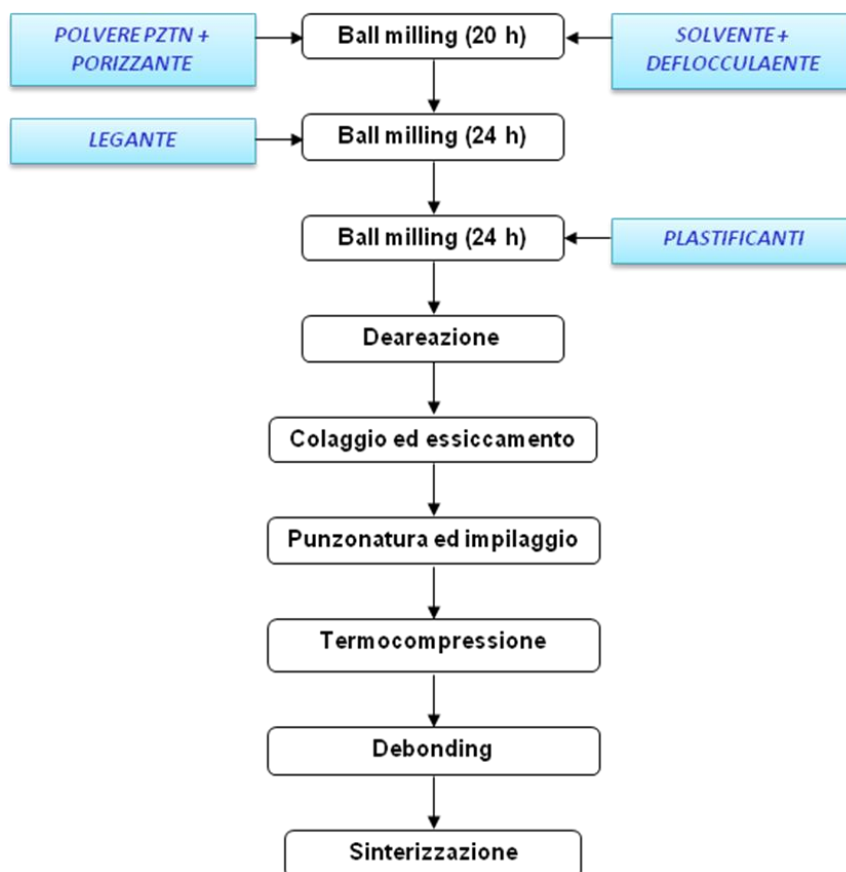 POLVERE PZTN +
PORIZZANTE
Ball milling (20 h)
SOLVENTE +
DEFLOCCULAENTE
LEGANTE
Ball milling (24 h)
Ball milling (24 h)
PLASTIFICANTI
Deareazione
Colaggio ed essiccamento
Punzonatura ed impilaggio
Termocompressione
Debonding
Sinterizzazione